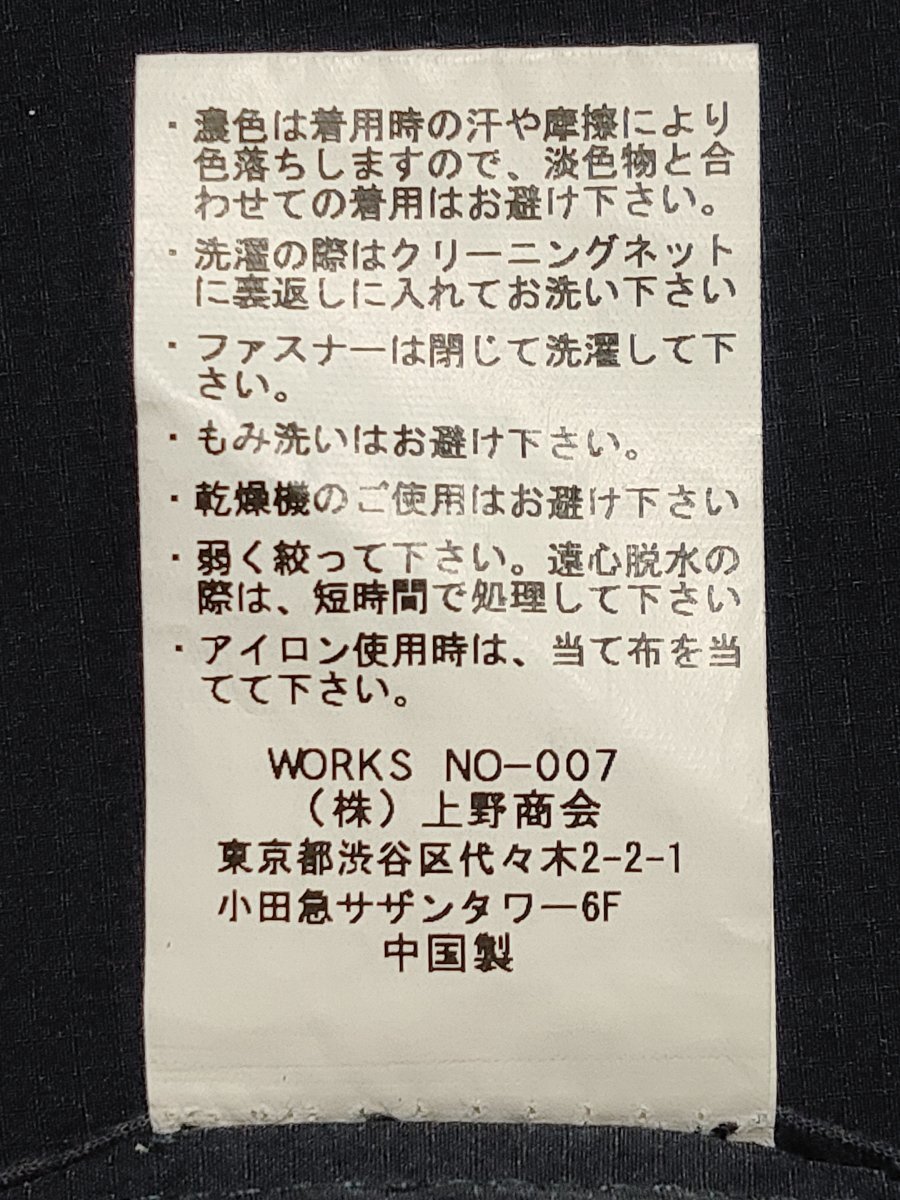 ・濃色は着用時の汗や摩擦により
色落ちしますので、淡色物と合
わせての着用はお避け下さい。
・洗濯の際はクリーニングネット
に裏返しに入れてお洗い下さい
・ファスナーは閉じて洗濯して下
さい。
・もみ洗いはお避け下さい。
・乾燥機のご使用はお避け下さい
・弱く絞って下さい。遠心脱水の
際は、短時間で処理して下さい
・アイロン使用時は、当て布を当
てて下さい。
WORKS NO-007
(株)上野商会
東京都渋谷区代々木2-2-1
小田急サザンタワー6F
中国製